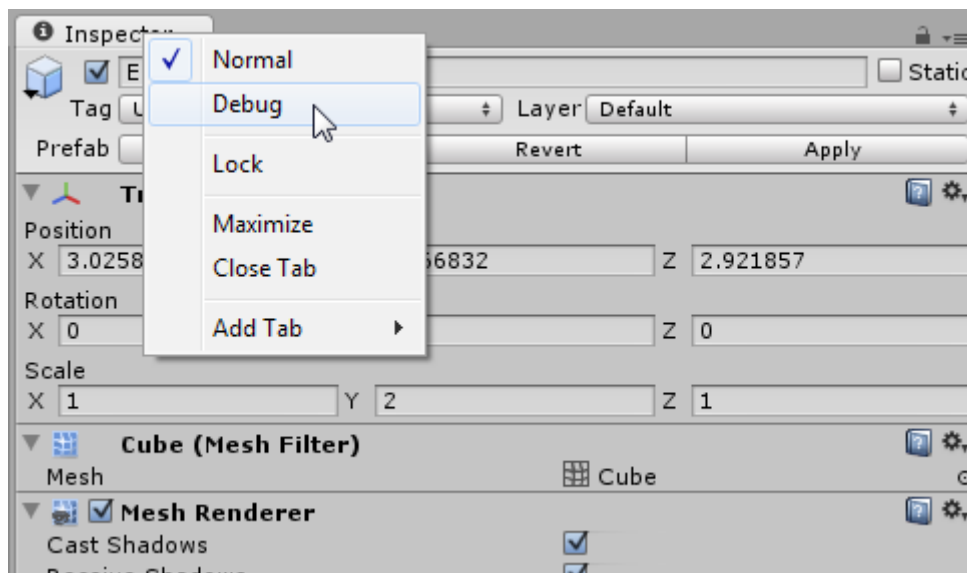 Inspector
Normal
E
Static
Debug
Tag U
Layer Default
Prefab
Revert
Apply
Lock
Position
Maximize
X 3.0258
66832
Z 2.921857
Close Tab
Rotation
X 0
Z 0
Add Tab
Scale
X 1 Y 2 Z 1
Cube (Mesh Filter)
Mesh
Cube
Mesh Renderer
Cast Shadows